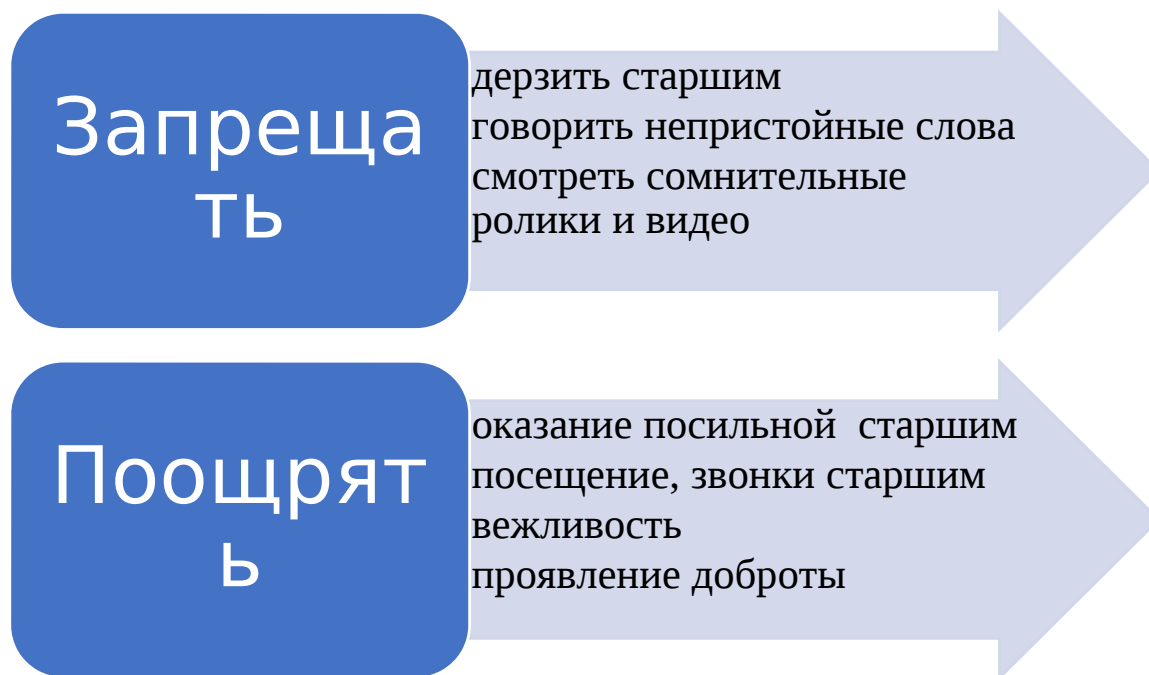 Запреща
ть
дерзить старшим
говорить непристойные слова
смотреть сомнительные
ролики и видео
Поощрят
ь
оказание посильной  старшим
посещение, звонки старшим
вежливость
проявление доброты